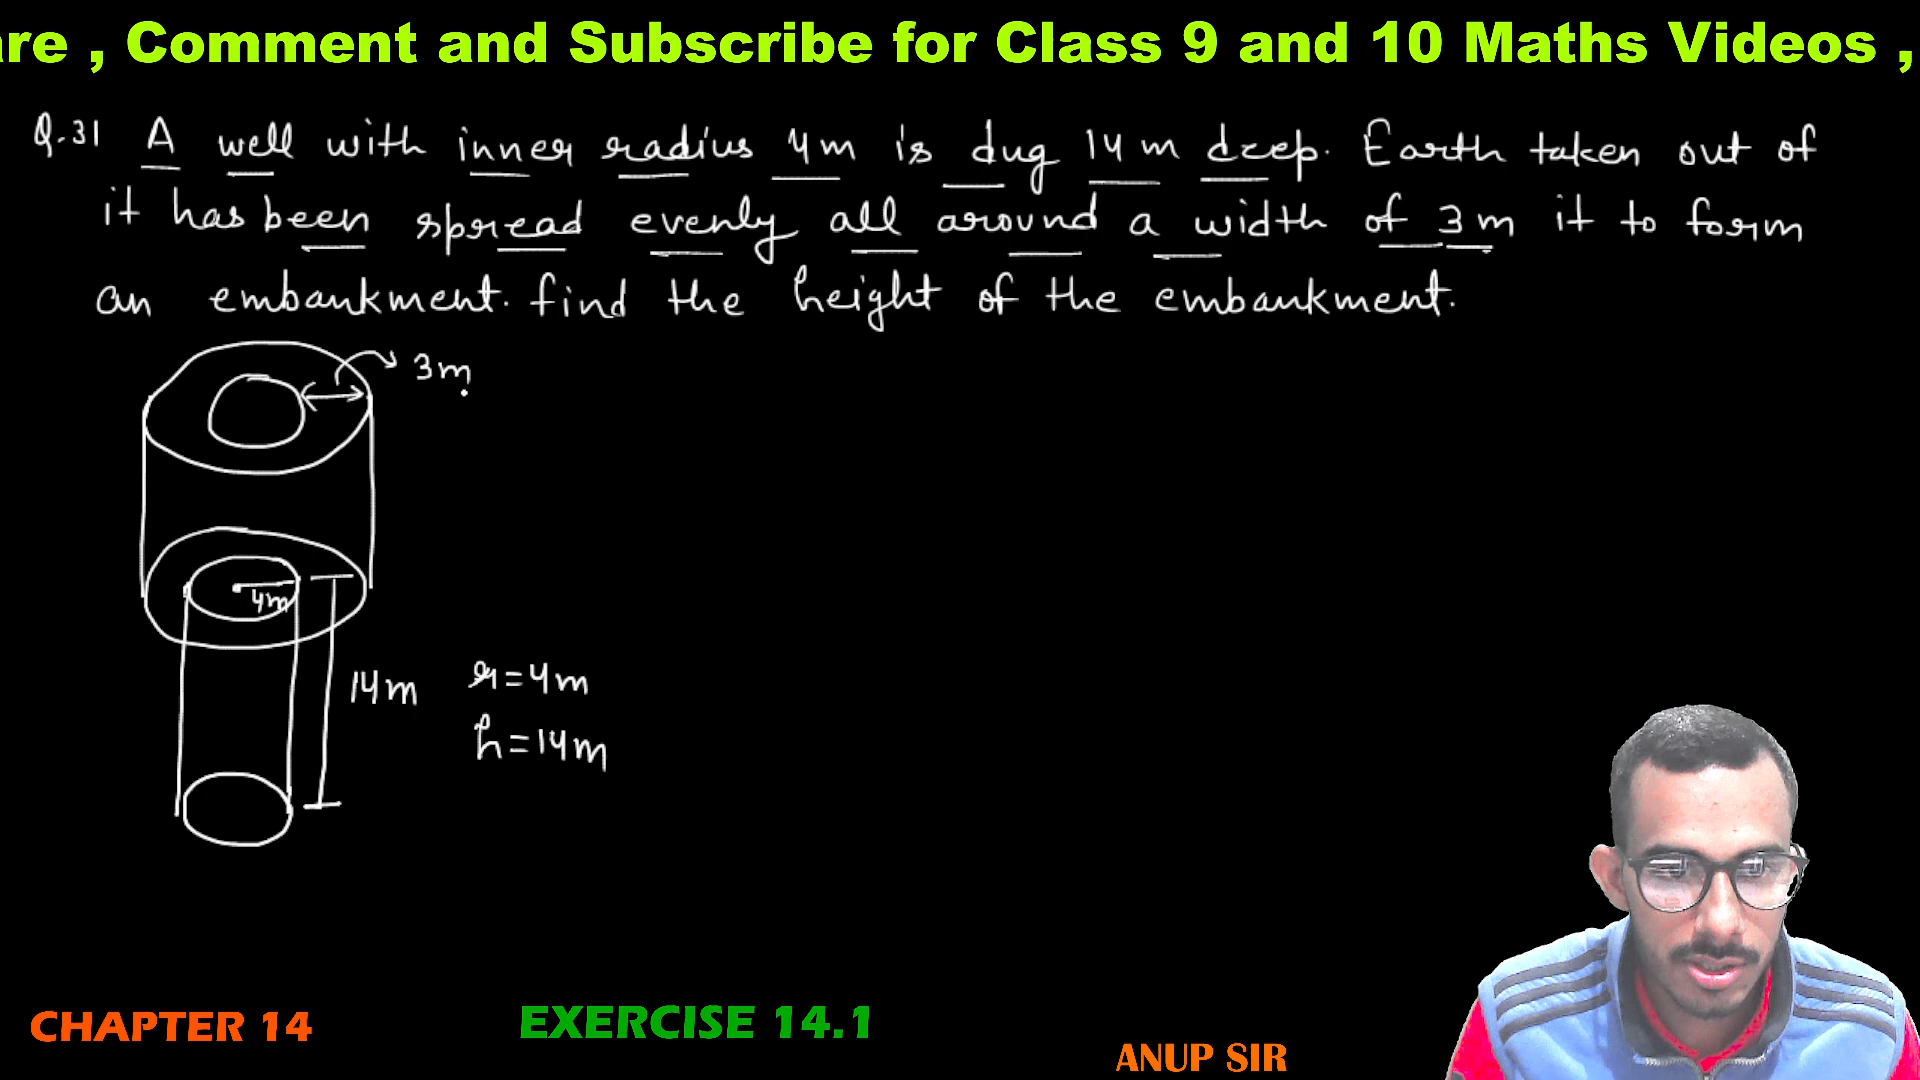 re , Comment and Subscribe for Class 9 and 10 Maths Videos ,
Q.31 A well with inner radius 4m is dug 14 m deep. Earth taken out of
it has been spread evenly all around a width of 3 m it to form
an embankment. find the height of the embankment.
3m
4m
14m
r=4m
h=14m
CHAPTER 14
EXERCISE 14.1
ANUP SIR